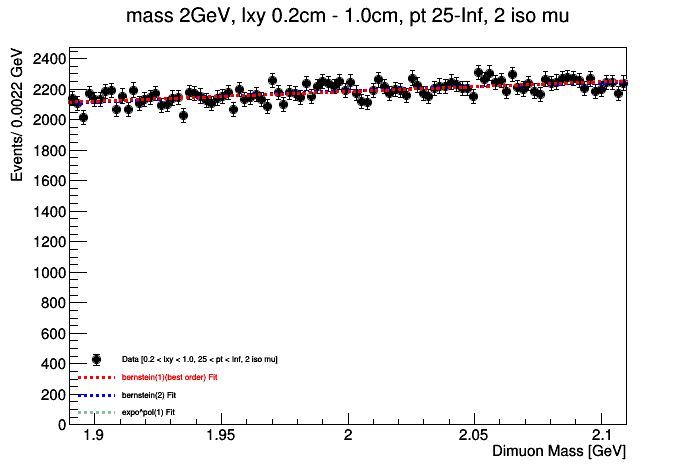 mass 2GeV, lxy 0.2cm - 1.0cm, pt 25-Inf, 2 iso mu
Events/ 0.0022 GeV
2400
2200
2000
1800
1600
1400
1200
1000
800
600
400
200
0
Data [0.2 < lxy < 1.0, 25 < pt < Inf, 2 iso mu]
bernstein(1)(best order) Fit
bernstein(2) Fit
expo^pol(1) Fit
1.9 1.95 2 2.05 2.1
Dimuon Mass [GeV]